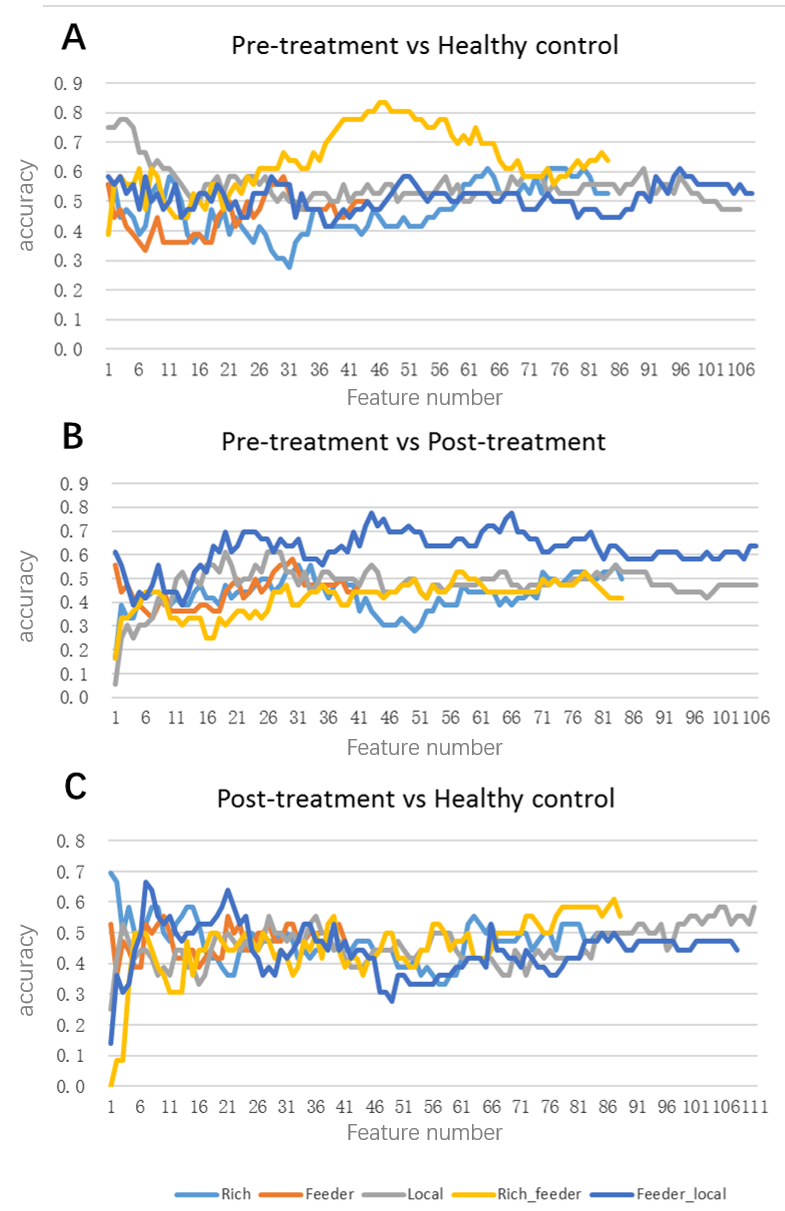 A
Pre-treatment vs Healthy control
accuracy
0.9
0.8
0.7
0.6
0.5
0.4
0.3
0.2
0.1
0.0
1 6 11 16 21 26 31 36 41 46 51 56 61 66 71 76 81 86 91 96 101 106
Feature number
B
Pre-treatment vs Post-treatment
accuracy
0.9
0.8
0.7
0.6
0.5
0.4
0.3
0.2
0.1
0.0
1 6 11 16 21 26 31 36 41 46 51 56 61 66 71 76 81 86 91 96 101 106
Feature number
C
Post-treatment vs Healthy control
accuracy
0.8
0.7
0.6
0.5
0.4
0.3
0.2
0.1
0.0
1 6 11 16 21 26 31 36 41 46 51 56 61 66 71 76 81 86 91 96 101 106 111
Feature number
Rich Feeder Local Rich_feeder Feeder_local